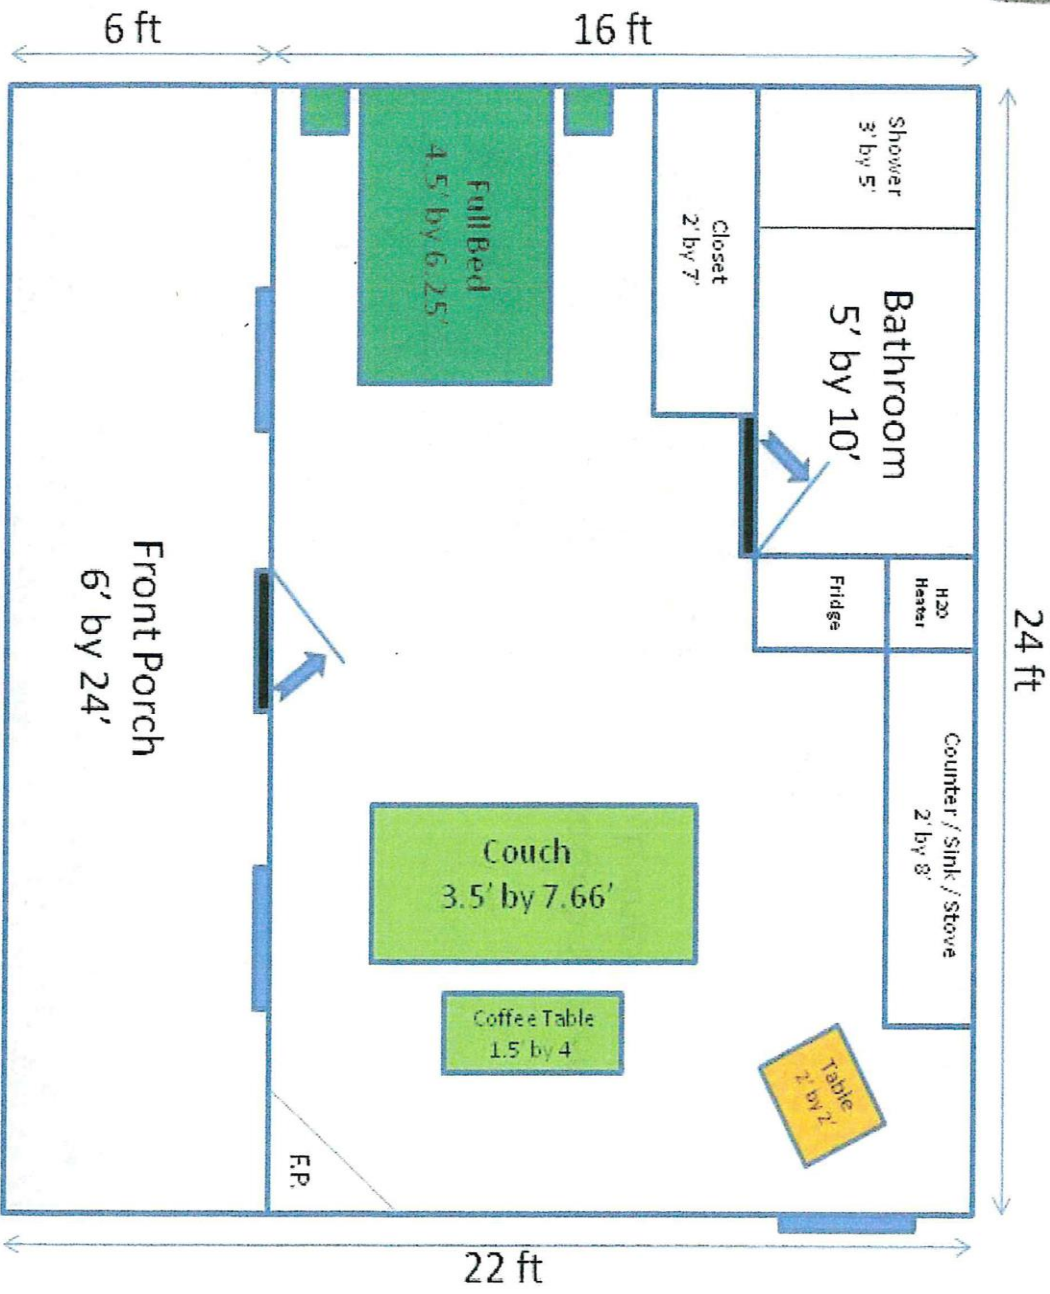 6 ft
16 ft
Shower
3' by 5'
Full Bed
4.5' by 6.25'
Closet
2' by 7'
Bathroom
5' by 10'
Fridge
H20
Heater
24 ft
Front Porch
6' by 24'
Counter / Sink / Stove
2' by 8'
Couch
3.5' by 7.66'
Coffee Table
1.5' by 4'
Table
2' by 2'
F.P.
22 ft